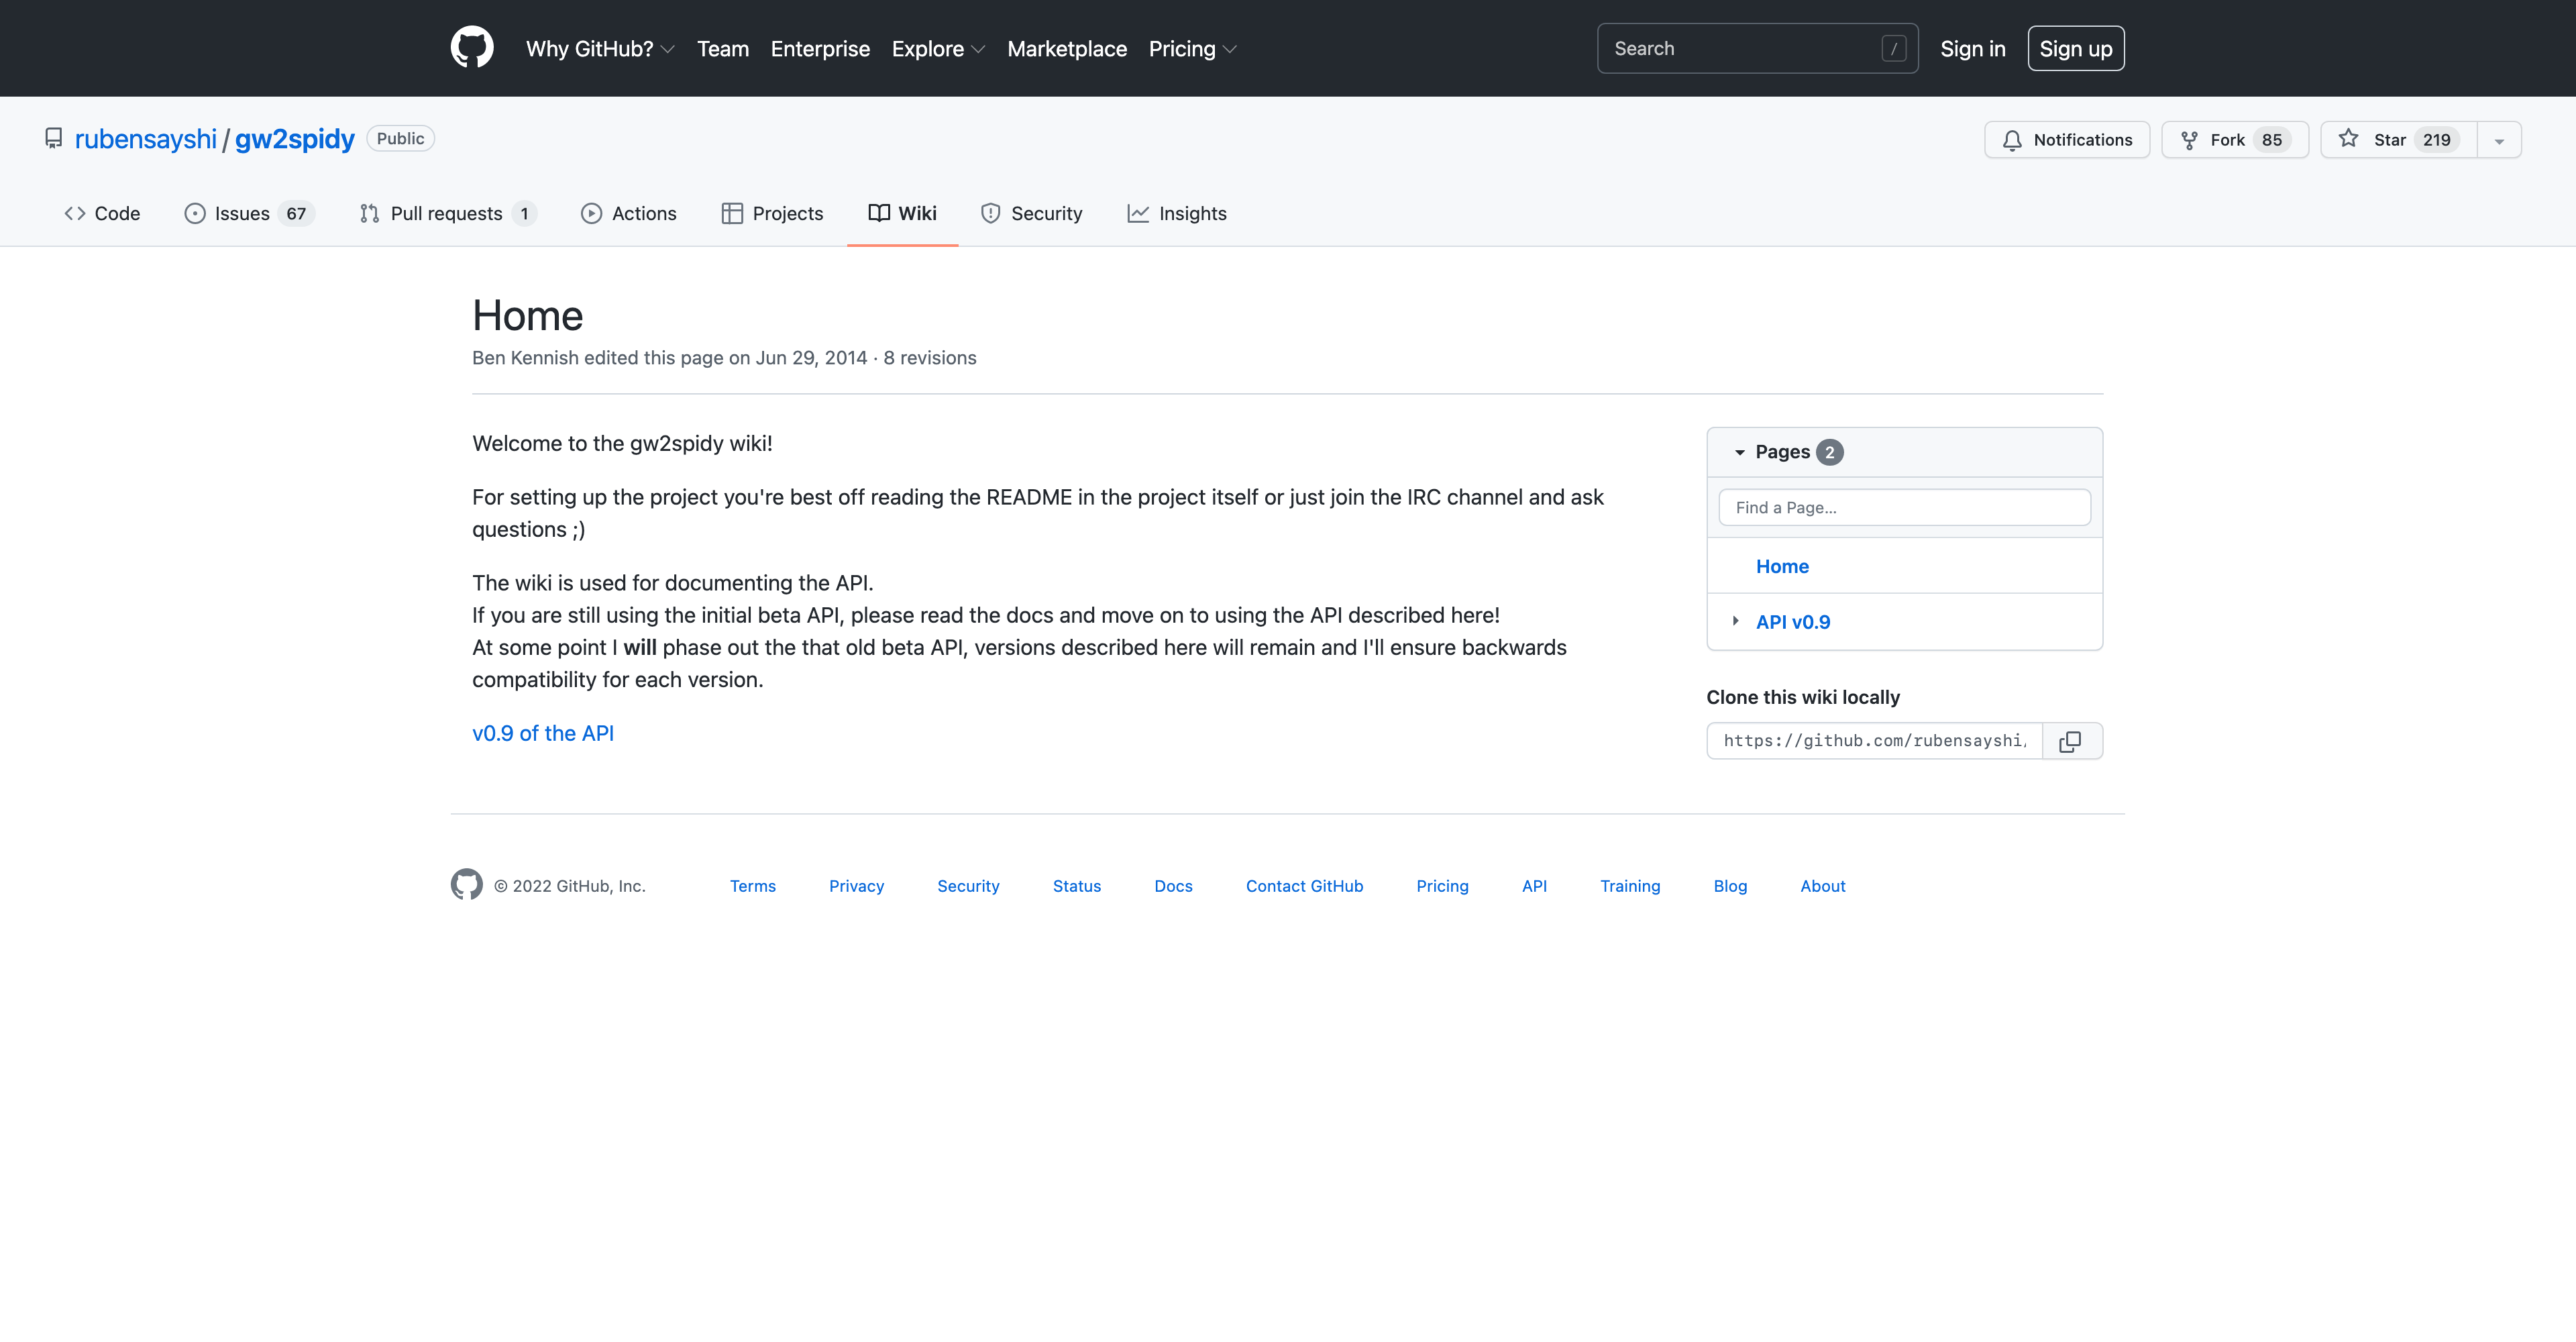 Why GitHub? Team Enterprise Explore Marketplace Pricing Search / Sign in Sign up
rubensayshi / gw2spidy Public Notifications Fork 85 Star 219
Code Issues 67 Pull requests 1 Actions Projects Wiki Security Insights
Home
Ben Kennish edited this page on Jun 29, 2014 · 8 revisions
Welcome to the gw2spidy wiki!
For setting up the project you're best off reading the README in the project itself or just join the IRC channel and ask
questions ;)
The wiki is used for documenting the API.
If you are still using the initial beta API, please read the docs and move on to using the API described here!
At some point I will phase out the that old beta API, versions described here will remain and I'll ensure backwards
compatibility for each version.
v0.9 of the API
Pages 2
Find a Page...
Home
API v0.9
Clone this wiki locally
https://github.com/rubensayshi/
© 2022 GitHub, Inc. Terms Privacy Security Status Docs Contact GitHub Pricing API Training Blog About